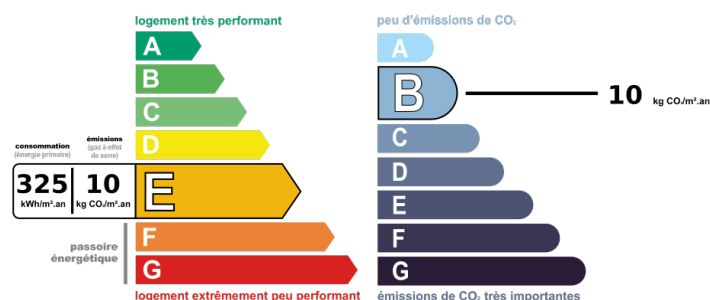 logement très performant
A
B
C
D
consommation
(énergie primaire)
émissions
(gaz à effet
de serre)
325
kWh/m².an
10
kg CO₂/m².an
E
F
G
passoire
énergétique
logement extrêmement peu performant
peu d'émissions de CO₂
A
B
10
kg CO₂/m².an
C
D
E
F
G
émissions de CO₂ très importantes